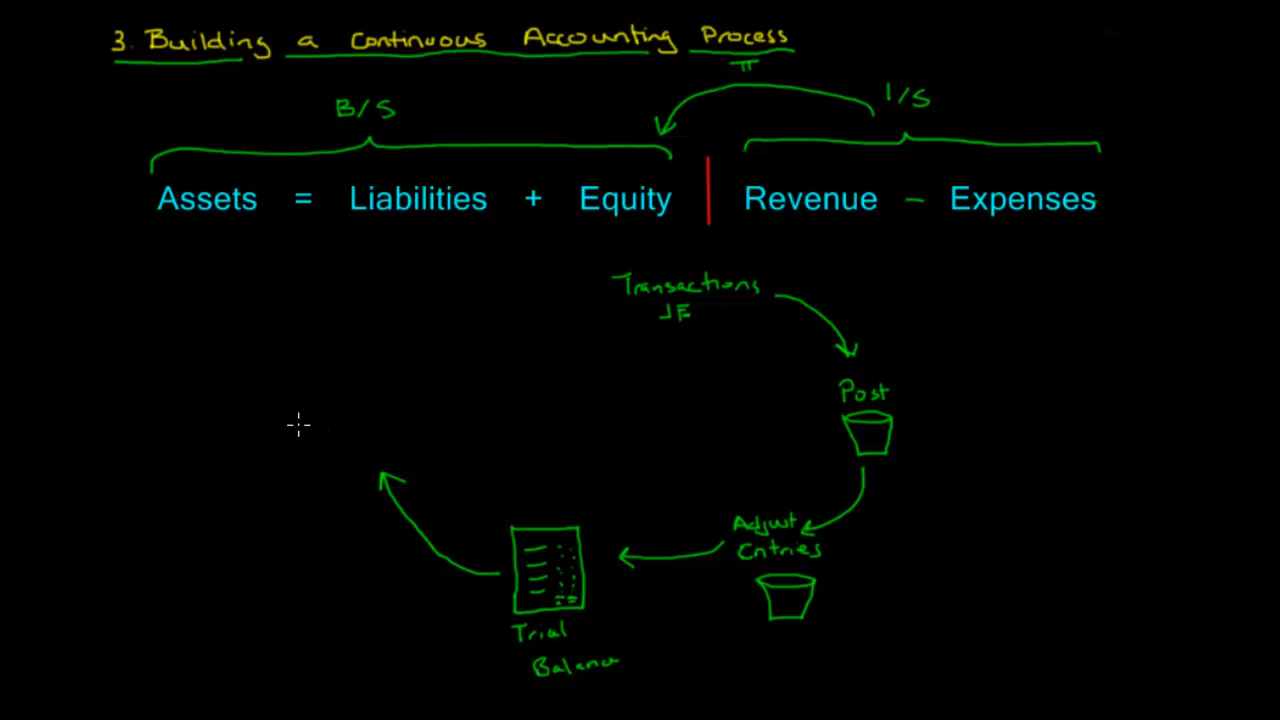 3. Building a Continuous Accounting Process
π
B/S
I/S
Assets = Liabilities + Equity | Revenue - Expenses
Transactions
JE
Post
Adjust
Entries
Trial
Balance